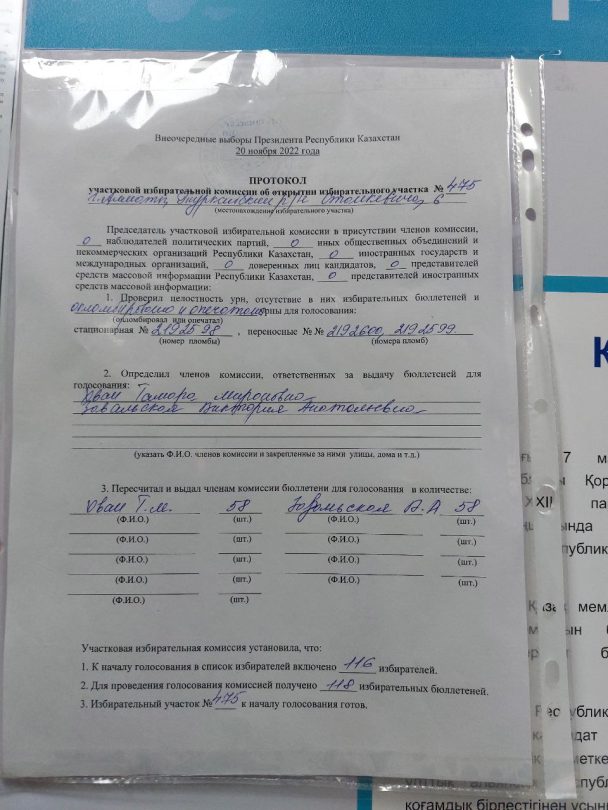 Внеочередные выборы Президента Республики Казахстан
20 ноября 2022 года
ПРОТОКОЛ
участковой избирательной комиссии об открытии избирательного участка № 475
г. Алматы, р/н 6
(местонахождение избирательного участка)
Председатель участковой избирательной комиссии в присутствии членов комиссии,
0 наблюдателей политических партий, 0 иных общественных объединений и
некоммерческих организаций Республики Казахстан, 0 иностранных государств и
международных организаций, 0 доверенных лиц кандидатов, 0 представителей
средств массовой информации Республики Казахстан, 0 представителей иностранных
средств массовой информации:
1. Проверил целостность урн, отсутствие в них избирательных бюллетеней и
урны для голосования:
(опломбировал или опечатал)
стационарная № 2192598, переносные № № 2192600, 2192599
(номер пломбы) (номера пломб)
2. Определил членов комиссии, ответственных за выдачу бюллетеней для
голосования:
Тамара
Виктория Анатольевна
(указать Ф.И.О. членов комиссии и закрепленные за ними улицы, дома и т.д.)
3. Пересчитал и выдал членам комиссии бюллетени для голосования в количестве:
Т.М. 58 В.А 58
(Ф.И.О.) (шт.) (Ф.И.О.) (шт.)
(Ф.И.О.) (шт.) (Ф.И.О.) (шт.)
(Ф.И.О.) (шт.) (Ф.И.О.) (шт.)
(Ф.И.О.) (шт.) (Ф.И.О.) (шт.)
(Ф.И.О.) (шт.)
Участковая избирательная комиссия установила, что:
1. К началу голосования в список избирателей включено 116 избирателей.
2. Для проведения голосования комиссией получено 118 избирательных бюллетеней.
3. Избирательный участок № 475 к началу голосования готов.
К
7
XXII
қоғамдық бірлестігінен